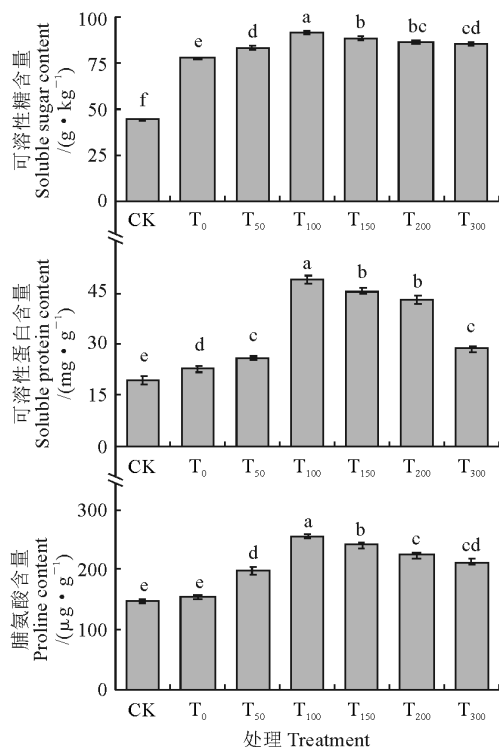 可溶性糖含量
Soluble sugar content
/(g·kg⁻¹)
100
75
50
25
0
f
e
d
a
b
bc
cd
CK
T₀
T₅₀
T₁₀₀
T₁₅₀
T₂₀₀
T₃₀₀
可溶性蛋白含量
Soluble protein content
/(mg·g⁻¹)
45
30
15
0
e
d
c
a
b
b
c
CK
T₀
T₅₀
T₁₀₀
T₁₅₀
T₂₀₀
T₃₀₀
脯氨酸含量
Proline content
/(μg·g⁻¹)
300
200
100
0
e
e
d
a
b
c
cd
CK
T₀
T₅₀
T₁₀₀
T₁₅₀
T₂₀₀
T₃₀₀
处理 Treatment